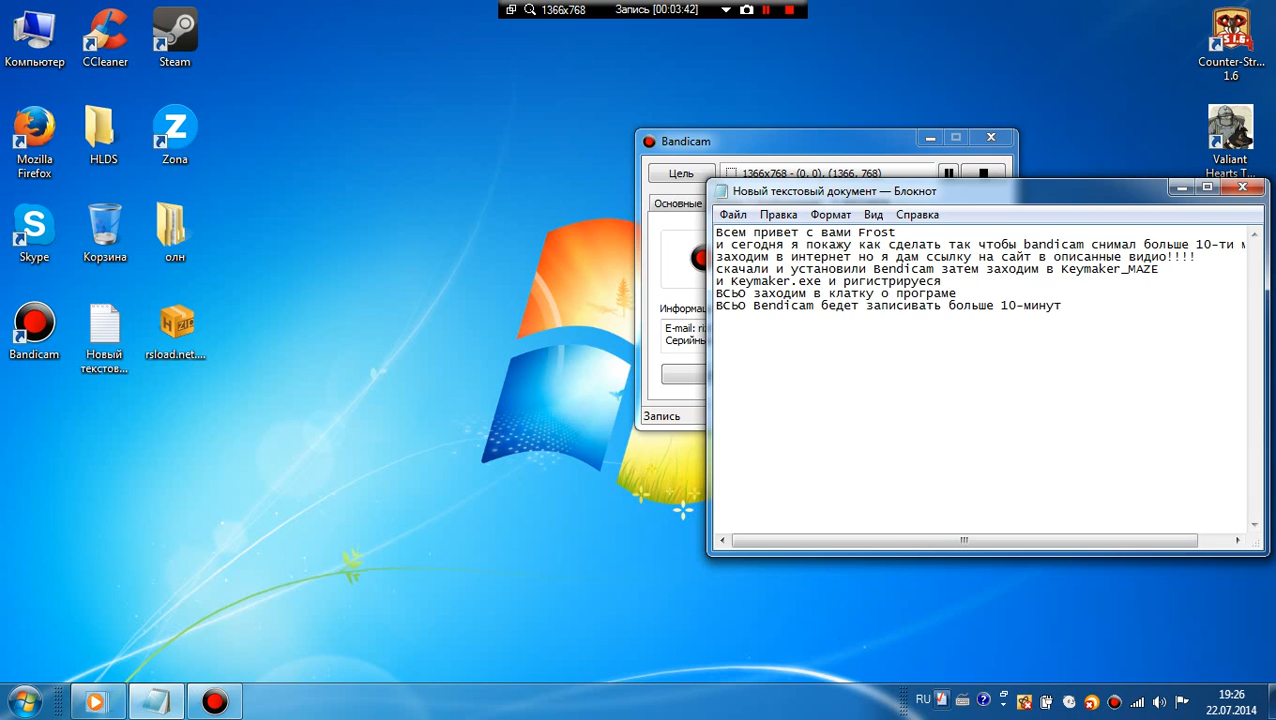 1366x768
Запись [00:03:42]
Компьютер
CCleaner
Steam
Counter-Str...
1.6
Mozilla
Firefox
HLDS
Zona
Valiant
Hearts T...
Skype
Корзина
олн
Bandicam
Новый
текстов...
rsload.net....
Bandicam
Цель
1366x768 - (0, 0), (1366, 768)
Основные
Информац
E-mail: ri
Серийны
Запись
Новый текстовый документ — Блокнот
Файл Правка Формат Вид Справка
Всем привет с вами Frost
и сегодня я покажу как сделать так чтобы bandicam снимал больше 10-ти м
заходим в интернет но я дам ссылку на сайт в описанные видио!!!!
скачали и установили Bendicam затем заходим в Keymaker_MAZE
и Keymaker.exe и ригистрируеся
ВСЬО заходим в клатку о програме
ВСЬО Bendicam бедет записивать больше 10-минут
RU
19:26
22.07.2014